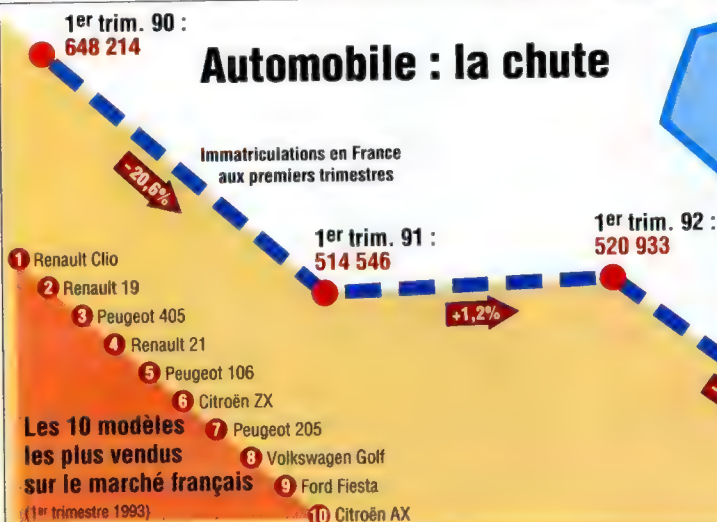 1er trim. 90 :
648 214
Automobile : la chute
Immatriculations en France
aux premiers trimestres
-20,6%
1er trim. 91 :
514 546
+1,2%
1er trim. 92 :
520 933
1 Renault Clio
2 Renault 19
3 Peugeot 405
4 Renault 21
5 Peugeot 106
6 Citroën ZX
7 Peugeot 205
8 Volkswagen Golf
9 Ford Fiesta
10 Citroën AX
Les 10 modèles
les plus vendus
sur le marché français
(1er trimestre 1993)